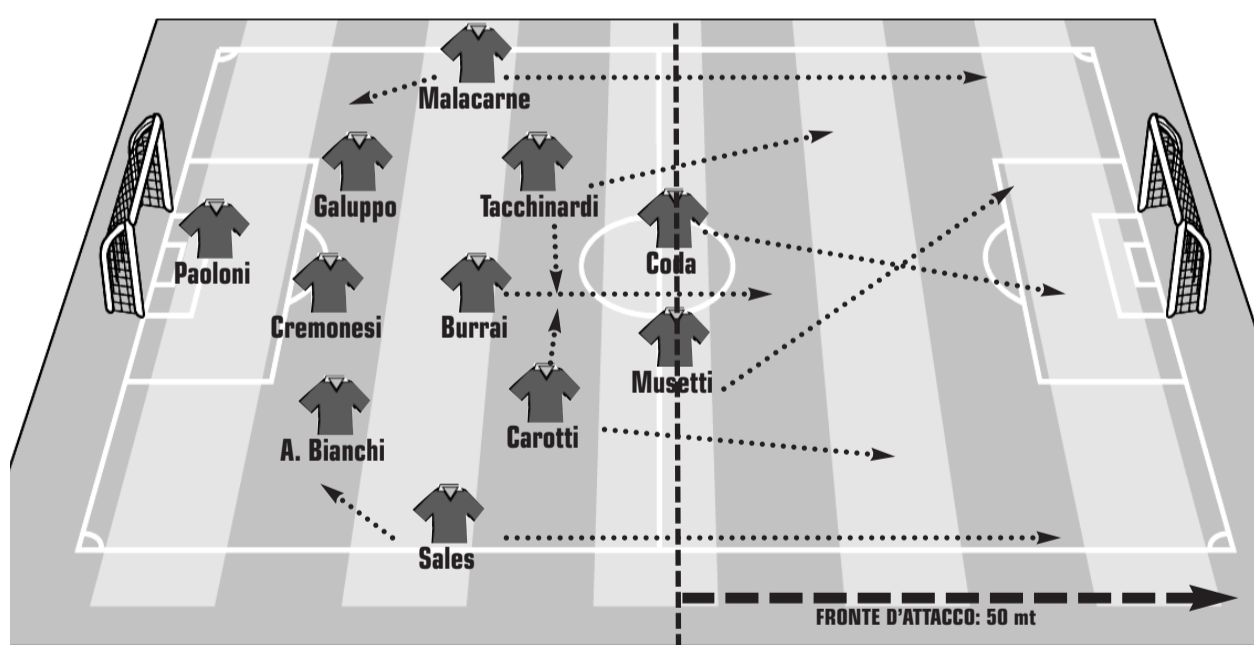 Malacarne
Galuppo
Tacchinardi
Paoloni
Coda
Cremonesi
Burrai
Musetti
A. Bianchi
Carotti
Sales
FRONTE D'ATTACCO: 50 mt